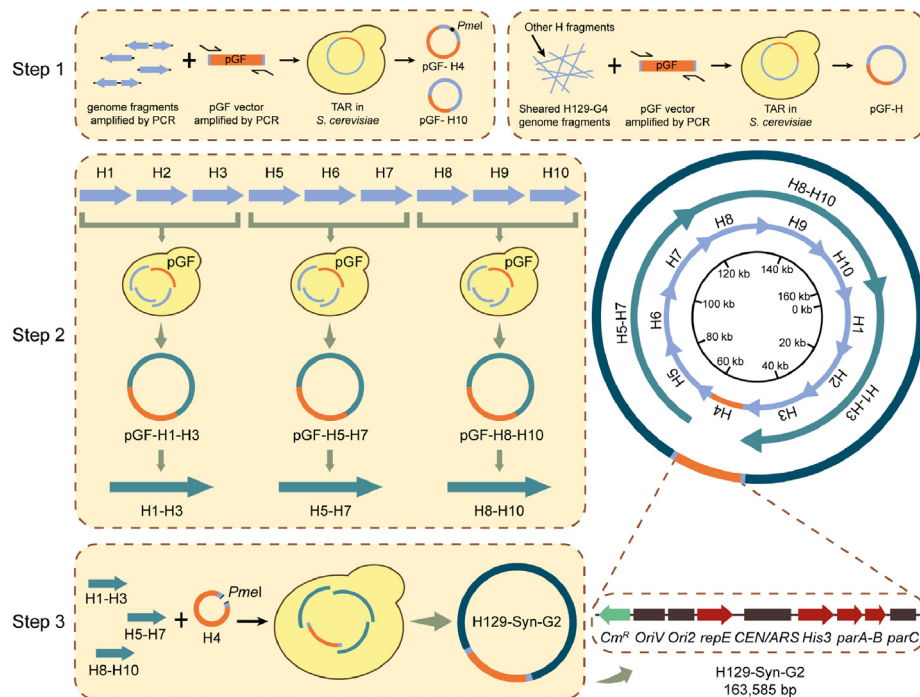 Step 1
PmeI
pGF
pGF- H4
genome fragments
amplified by PCR
pGF vector
amplified by PCR
TAR in
S. cerevisiae
pGF- H10
Other H fragments
pGF
Sheared H129-G4
genome fragments
pGF vector
amplified by PCR
TAR in
S. cerevisiae
pGF-H
Step 2
H1 H2 H3 H5 H6 H7 H8 H9 H10
pGF pGF pGF
pGF-H1-H3 pGF-H5-H7 pGF-H8-H10
H1-H3 H5-H7 H8-H10
H8-H10
H5-H7
H1-H3
H8
H9
H10
H1
H2
H3
H4
H5
H6
H7
140 kb
160 kb
0 kb
20 kb
40 kb
60 kb
80 kb
100 kb
120 kb
Step 3
H1-H3
H5-H7
H8-H10
PmeI
H4
H129-Syn-G2
CmR OriV Ori2 repE CEN/ARS His3 parA-B parC
H129-Syn-G2
163,585 bp